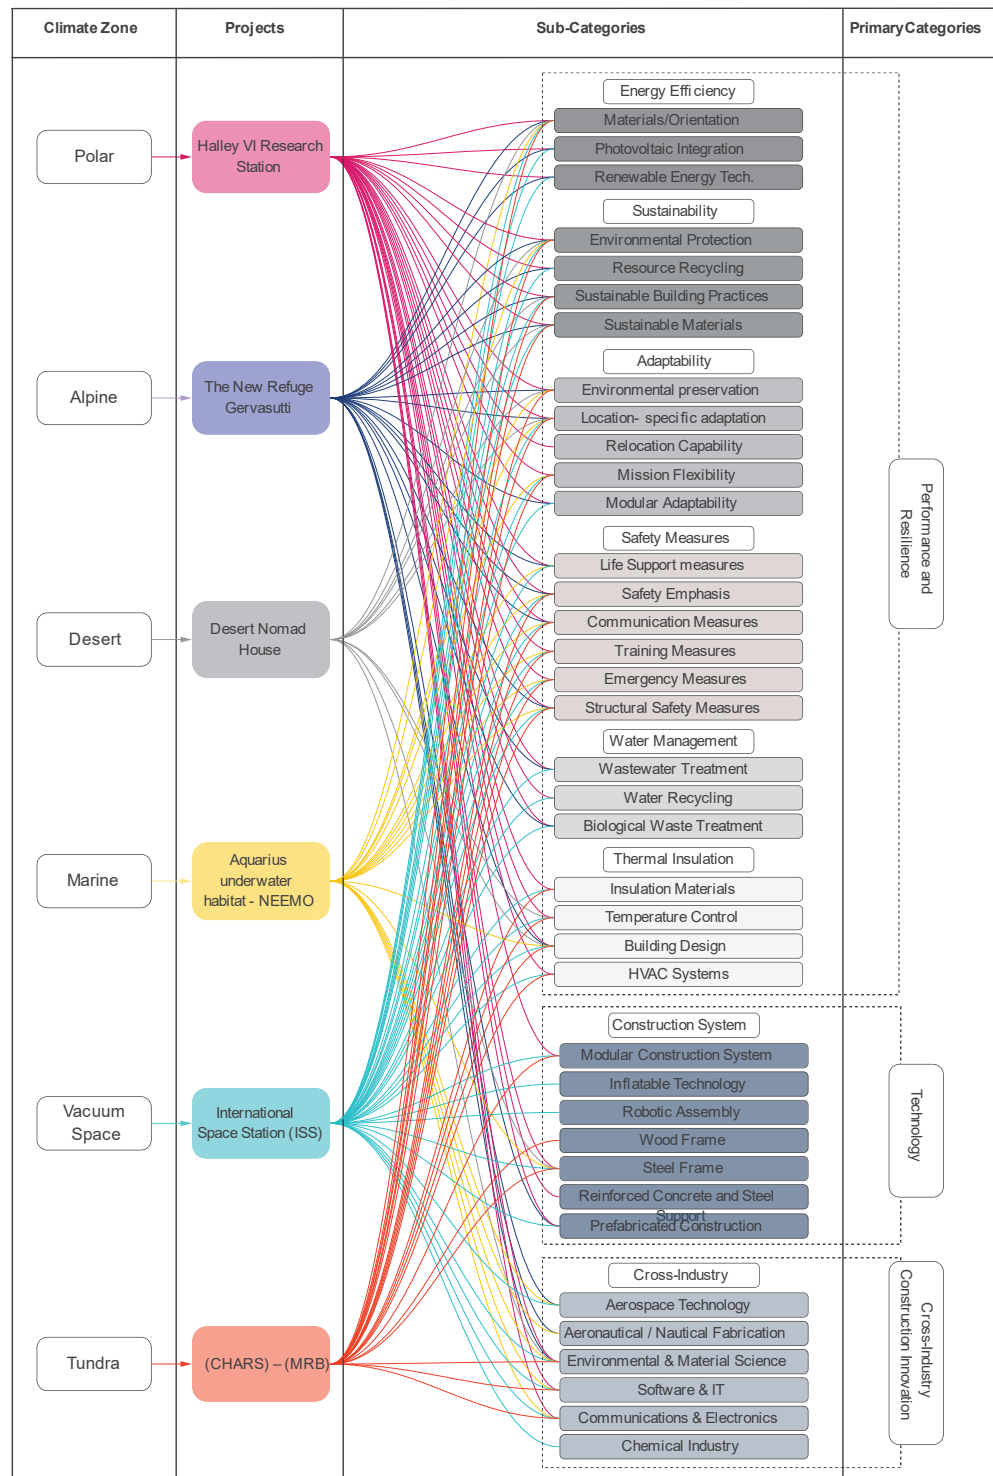 Climate Zone
Projects
Sub-Categories
Primary Categories
Polar
Halley VI Research
Station
Alpine
The New Refuge
Gervasutti
Desert
Desert Nomad
House
Marine
Aquarius
underwater
habitat - NEEMO
Vacuum
Space
International
Space Station (ISS)
Tundra
(CHARS) – (MRB)
Energy Efficiency
Materials/Orientation
Photovoltaic Integration
Renewable Energy Tech.
Sustainability
Environmental Protection
Resource Recycling
Sustainable Building Practices
Sustainable Materials
Adaptability
Environmental preservation
Location- specific adaptation
Relocation Capability
Mission Flexibility
Modular Adaptability
Safety Measures
Life Support measures
Safety Emphasis
Communication Measures
Training Measures
Emergency Measures
Structural Safety Measures
Water Management
Wastewater Treatment
Water Recycling
Biological Waste Treatment
Thermal Insulation
Insulation Materials
Temperature Control
Building Design
HVAC Systems
Construction System
Modular Construction System
Inflatable Technology
Robotic Assembly
Wood Frame
Steel Frame
Reinforced Concrete and Steel
Support
Prefabricated Construction
Cross-Industry
Aerospace Technology
Aeronautical / Nautical Fabrication
Environmental & Material Science
Software & IT
Communications & Electronics
Chemical Industry
Performance and
Resilience
Technology
Cross-Industry
Construction Innovation